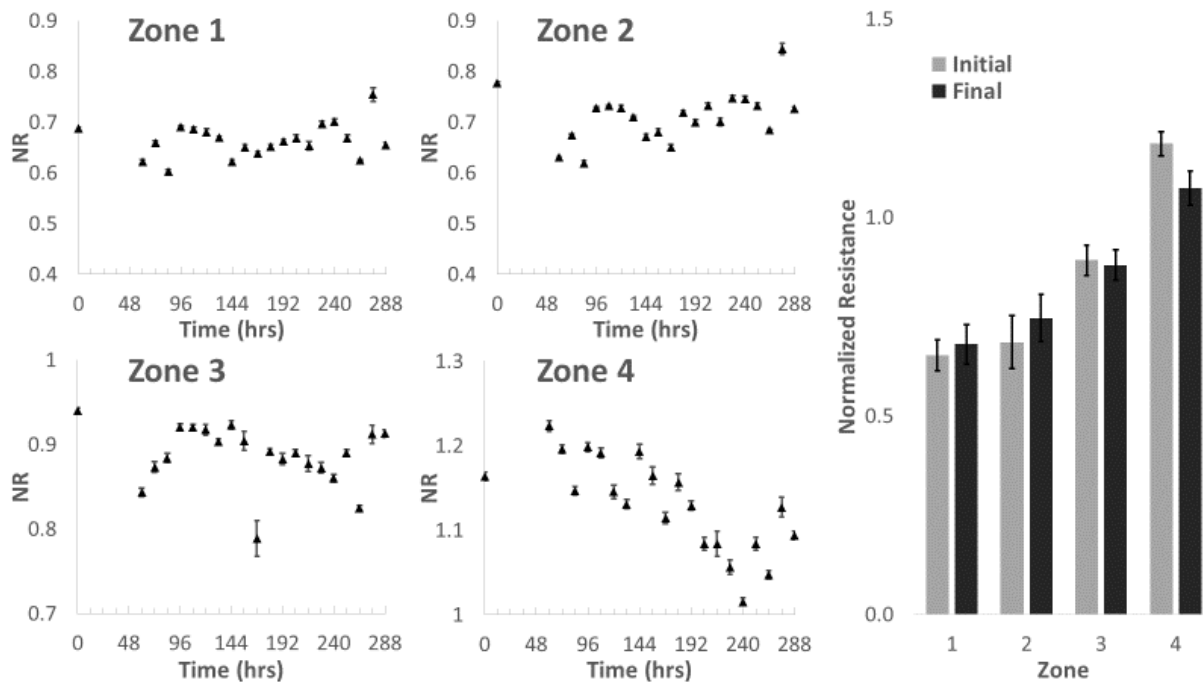 Zone 1
NR
0.9
0.8
0.7
0.6
0.5
0.4
0 48 96 144 192 240 288
Time (hrs)
Zone 2
NR
0.9
0.8
0.7
0.6
0.5
0.4
0 48 96 144 192 240 288
Time (hrs)
Zone 3
NR
1
0.9
0.8
0.7
0 48 96 144 192 240 288
Time (hrs)
Zone 4
NR
1.3
1.2
1.1
1
0 48 96 144 192 240 288
Time (hrs)
Initial
Final
Normalized Resistance
1.5
1.0
0.5
0.0
1 2 3 4
Zone